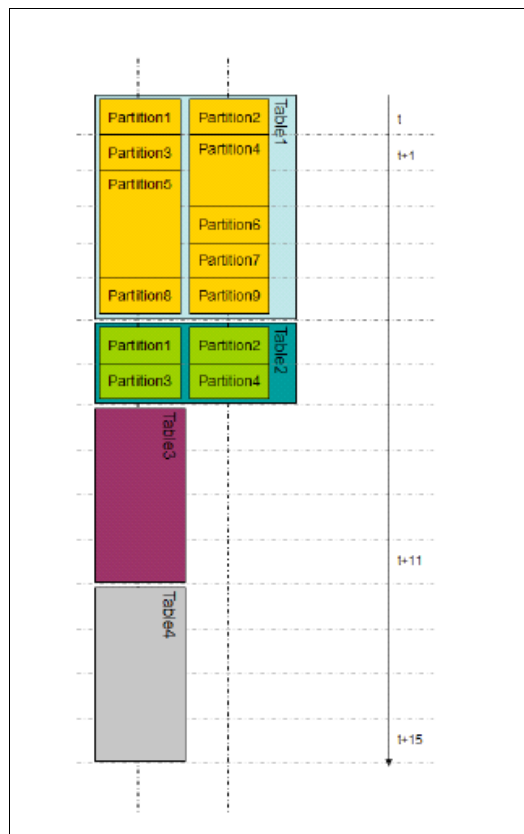 Partition1
Partition2
Table1
t
Partition3
Partition4
t+1
Partition5
Partition6
Partition7
Partition8
Partition9
Partition1
Partition2
Table2
Partition3
Partition4
Table3
t+11
Table4
t+15